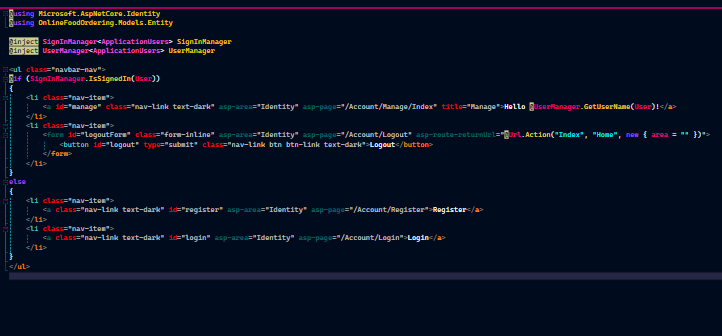 @using Microsoft.AspNetCore.Identity
@using OnlineFoodOrdering.Models.Entity
@inject SignInManager<ApplicationUsers> SignInManager
@inject UserManager<ApplicationUsers> UserManager
<ul class="navbar-nav">
@if (SignInManager.IsSignedIn(User))
{
<li class="nav-item">
<a id="manage" class="nav-link text-dark" asp-area="Identity" asp-page="/Account/Manage/Index" title="Manage">Hello @UserManager.GetUserName(User)!</a>
</li>
<li class="nav-item">
<form id="logoutForm" class="form-inline" asp-area="Identity" asp-page="/Account/Logout" asp-route-returnUrl="@Url.Action("Index", "Home", new { area = "" })">
<button id="logout" type="submit" class="nav-link btn btn-link text-dark">Logout</button>
</form>
</li>
}
else
{
<li class="nav-item">
<a class="nav-link text-dark" id="register" asp-area="Identity" asp-page="/Account/Register">Register</a>
</li>
<li class="nav-item">
<a class="nav-link text-dark" id="login" asp-area="Identity" asp-page="/Account/Login">Login</a>
</li>
}
</ul>